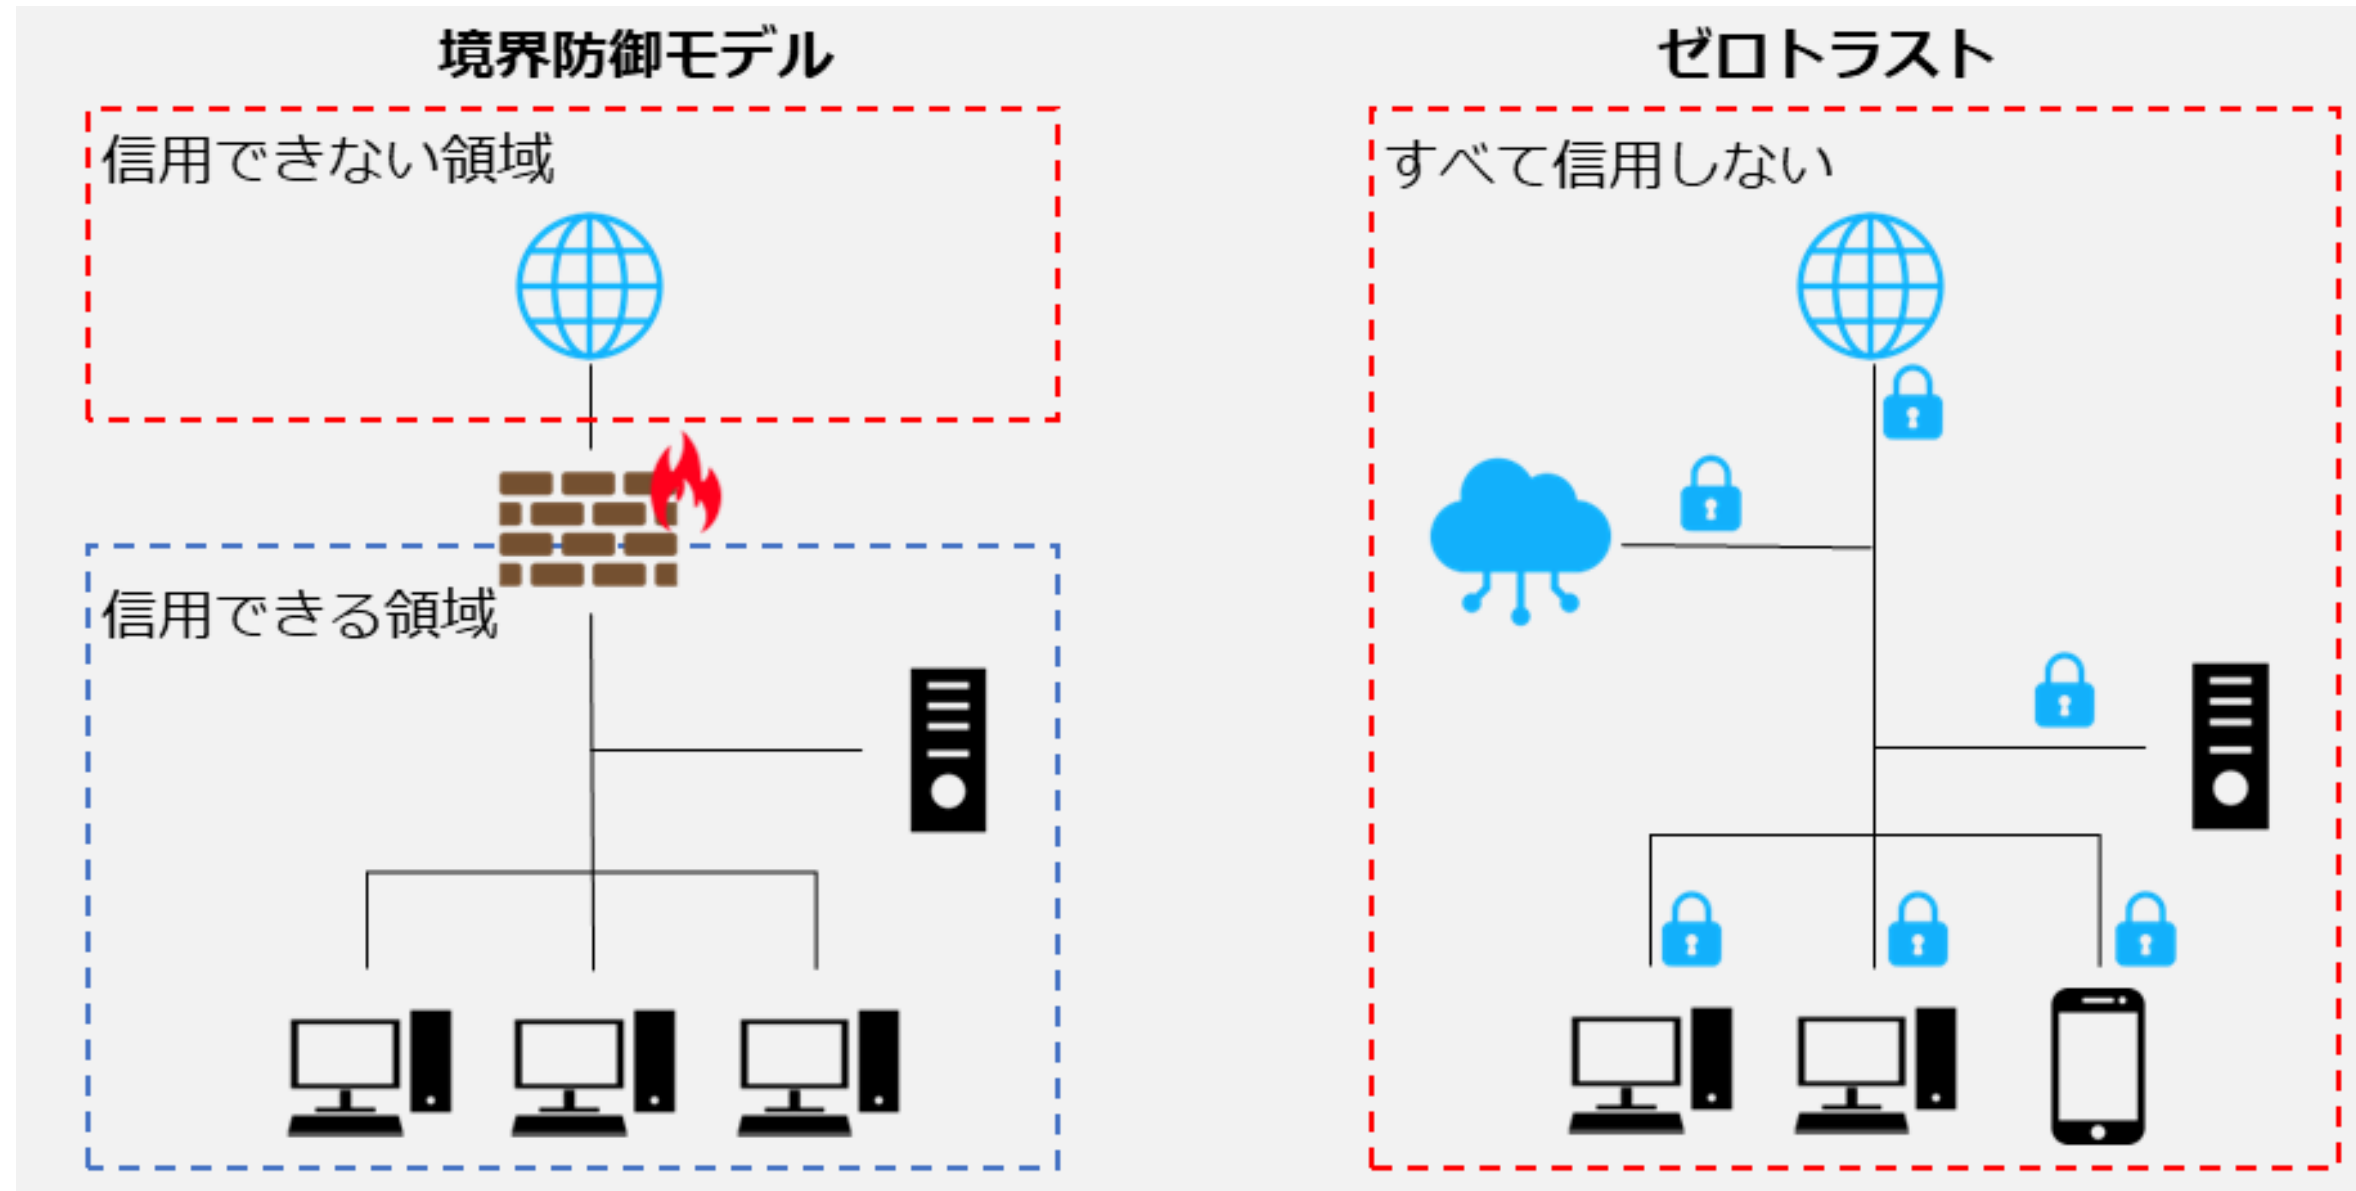 境界防御モデル
信用できない領域
信用できる領域
ゼロトラスト
すべて信用しない